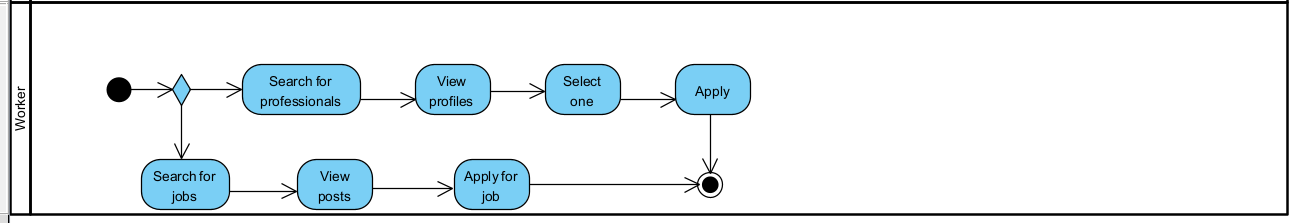 Worker
Search for
professionals
View
profiles
Select
one
Apply
Search for
jobs
View
posts
Apply for
job